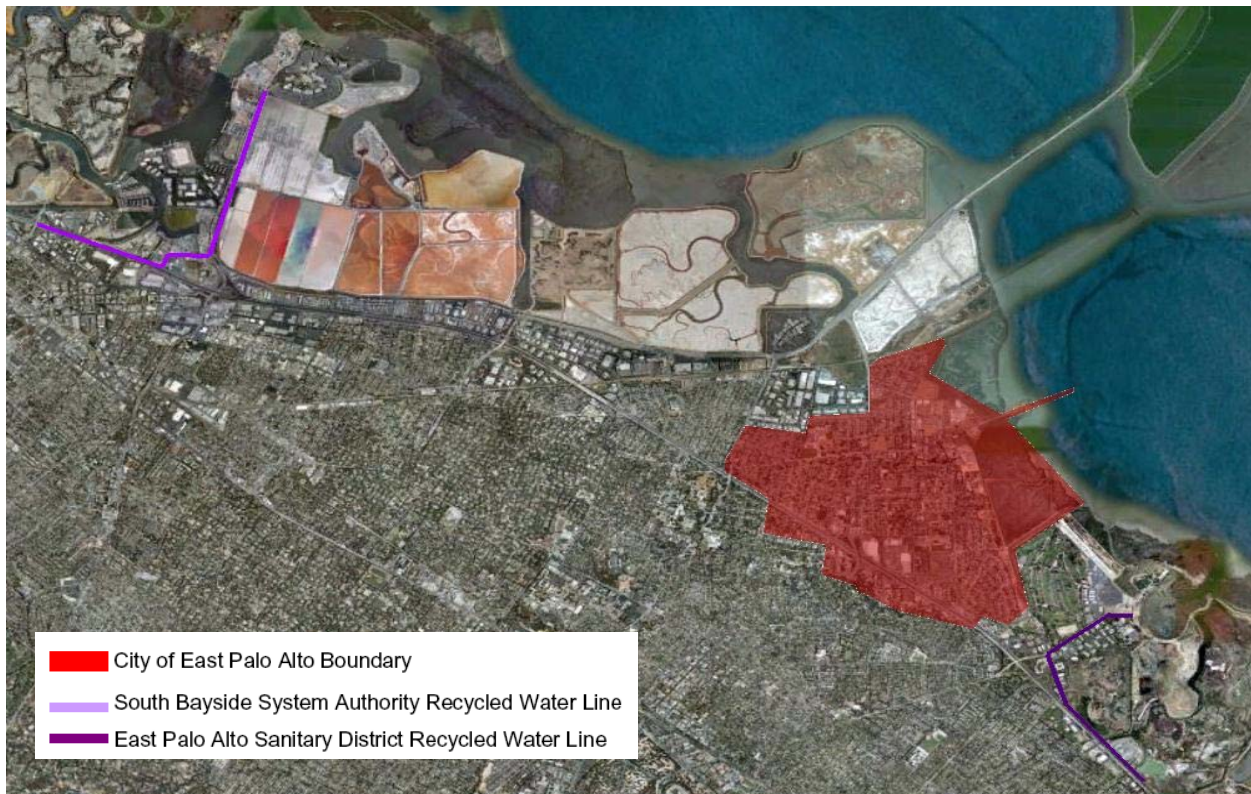 City of East Palo Alto Boundary
South Bayside System Authority Recycled Water Line
East Palo Alto Sanitary District Recycled Water Line